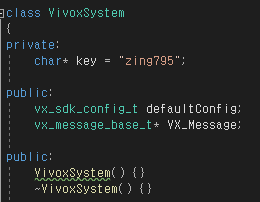 class VivoxSystem
{
private:
char* key = "zing795";
public:
vx_sdk_config_t defaultConfig;
vx_message_base_t* VX_Message;
public:
VivoxSystem() {}
~VivoxSystem() {}